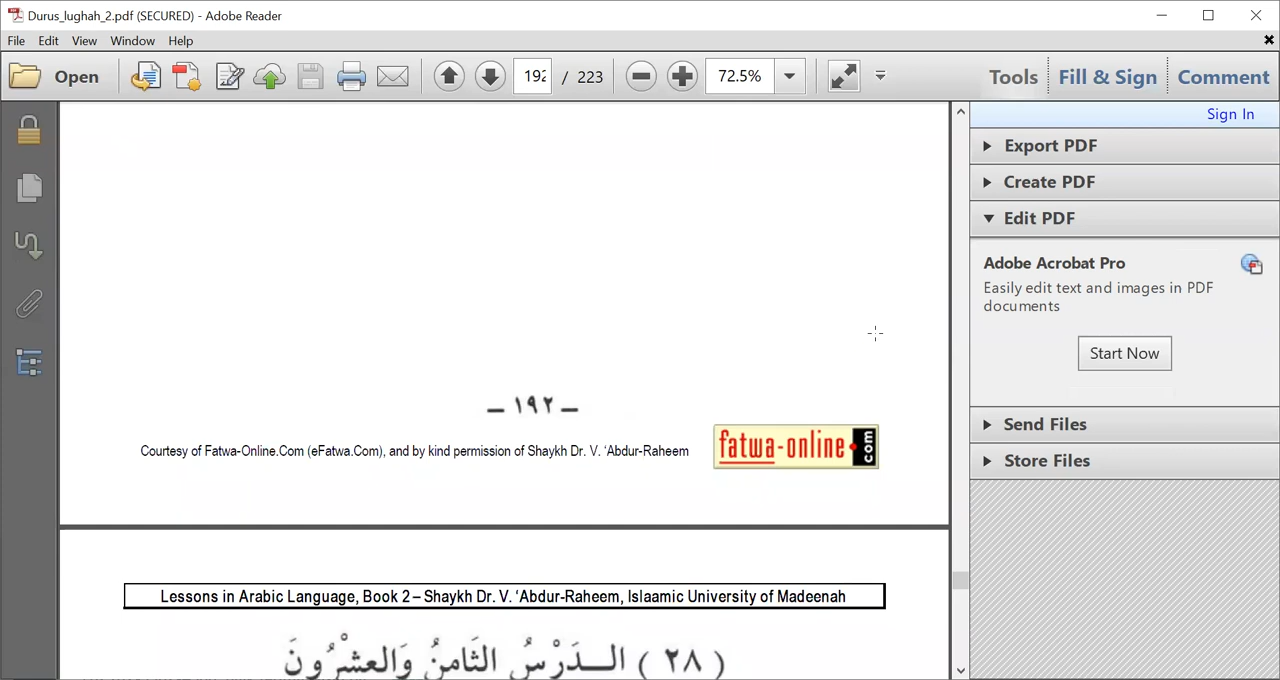 Durus_lughah_2.pdf (SECURED) - Adobe Reader
File Edit View Window Help
Open 192 / 223 72.5% Tools Fill & Sign Comment
Sign In
Export PDF
Create PDF
Edit PDF
Adobe Acrobat Pro
Easily edit text and images in PDF
documents
Start Now
Send Files
Store Files
– ١٩٢ –
Courtesy of Fatwa-Online.Com (eFatwa.Com), and by kind permission of Shaykh Dr. V. ‘Abdur-Raheem
fatwa-online.com
Lessons in Arabic Language, Book 2 – Shaykh Dr. V. ‘Abdur-Raheem, Islaamic University of Madeenah
( ٢٨ ) الـدَرْسُ الثَامنُ وَالعشْرُونَ